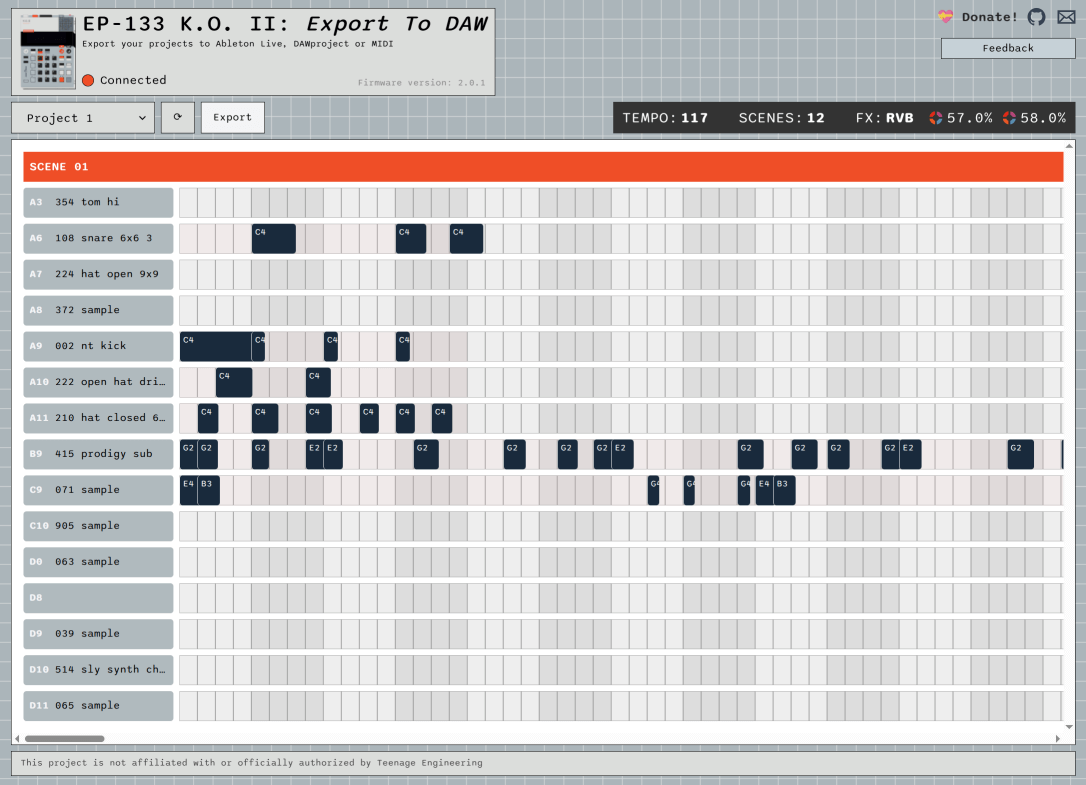 EP-133 K.O. II: Export To DAW
Export your projects to Ableton Live, DAWproject or MIDI
Connected
Firmware version: 2.0.1
Donate!
Feedback
Project 1
Export
TEMPO: 117 SCENES: 12 FX: RVB 57.0% 58.0%
SCENE 01
A3 354 tom hi
A6 108 snare 6x6 3 C4 C4 C4
A7 224 hat open 9x9
A8 372 sample
A9 002 nt kick C4 C4 C4 C4
A10 222 open hat dri… C4 C4
A11 210 hat closed 6… C4 C4 C4 C4 C4 C4
B9 415 prodigy sub G2 G2 G2 E2 E2 G2 G2 G2 G2 E2 G2 G2 G2 G2 E2 G2
C9 071 sample E4 B3 G4 G4 G4 E4 B3
C10 905 sample
D0 063 sample
D8
D9 039 sample
D10 514 sly synth ch…
D11 065 sample
This project is not affiliated with or officially authorized by Teenage Engineering